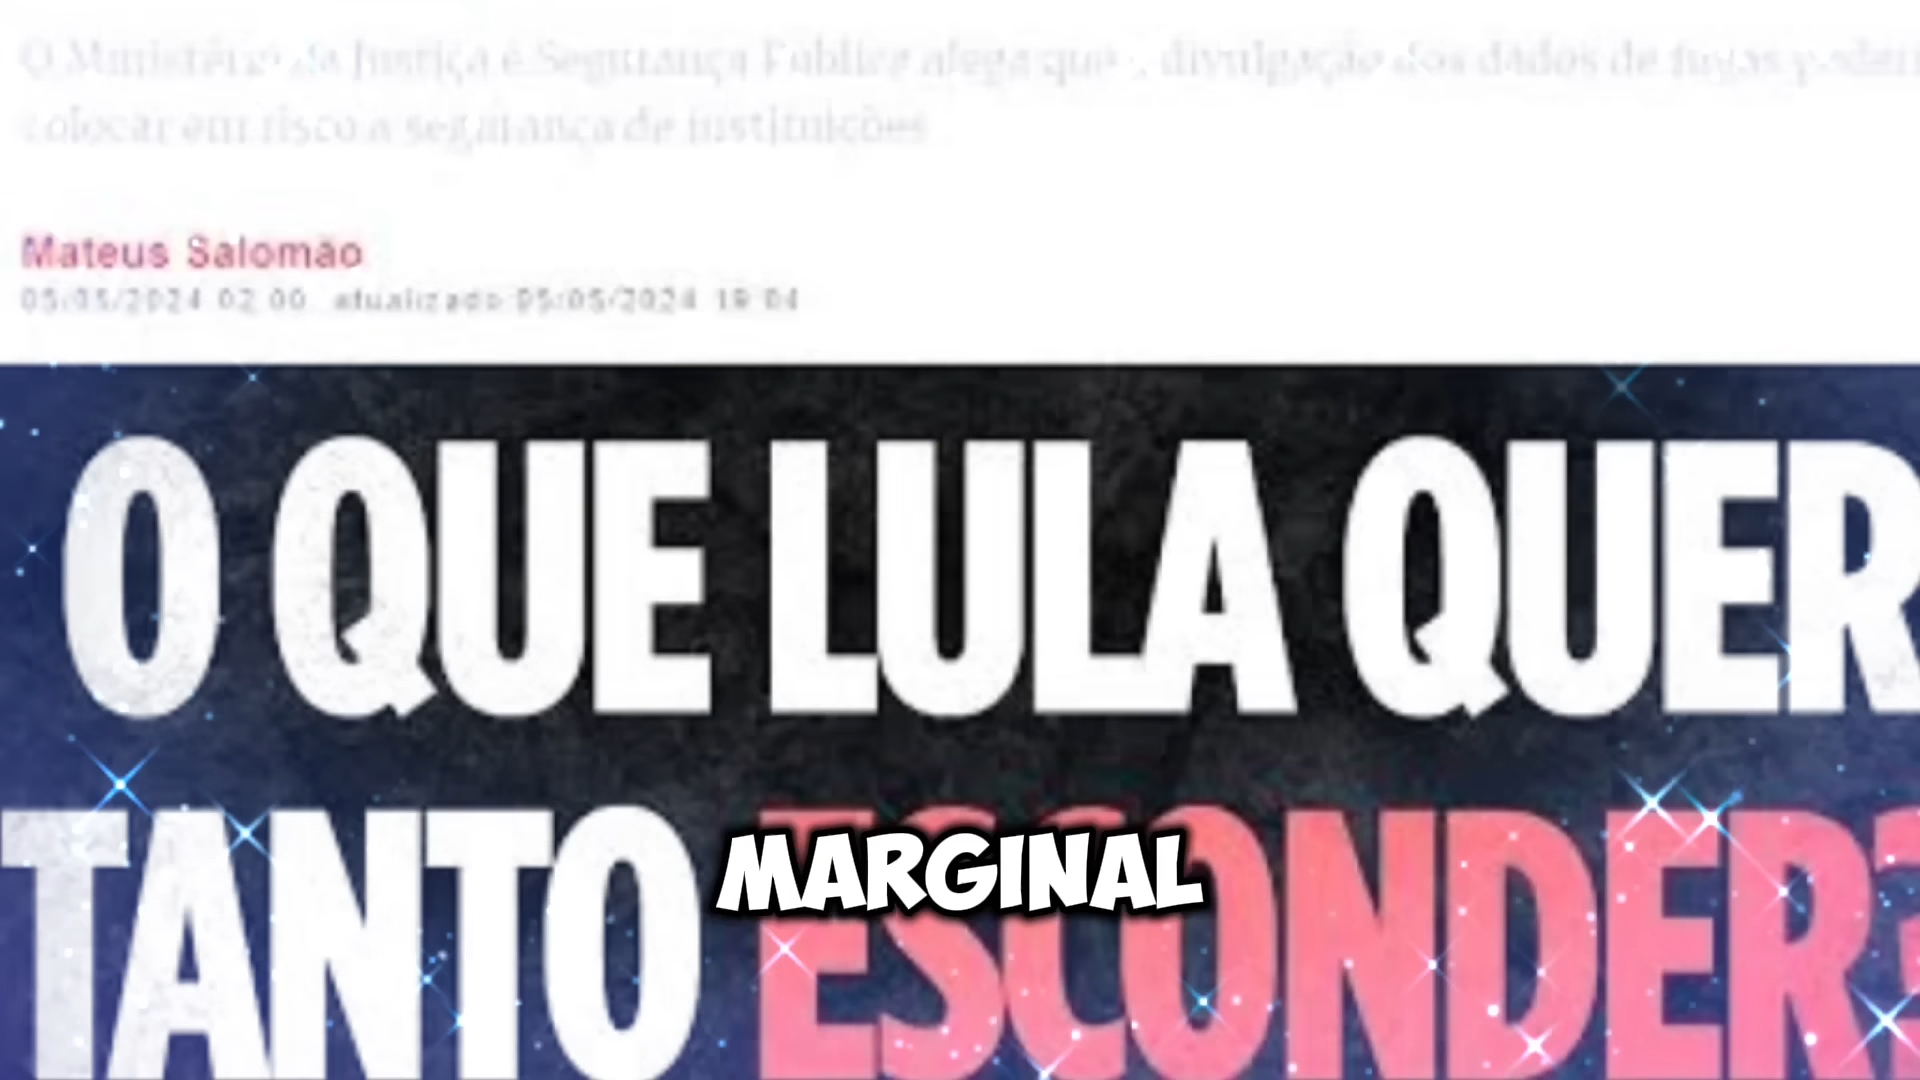 O Ministério da Justiça e Segurança Pública alega que divulgação dos dados de fugas
colocar em risco a segurança de instituições
Mateus Salomão
05/05/2024 02:00, atualizado 05/05/2024 19:04
O QUE LULA QUER
TANTO ESCONDER?
MARGINAL